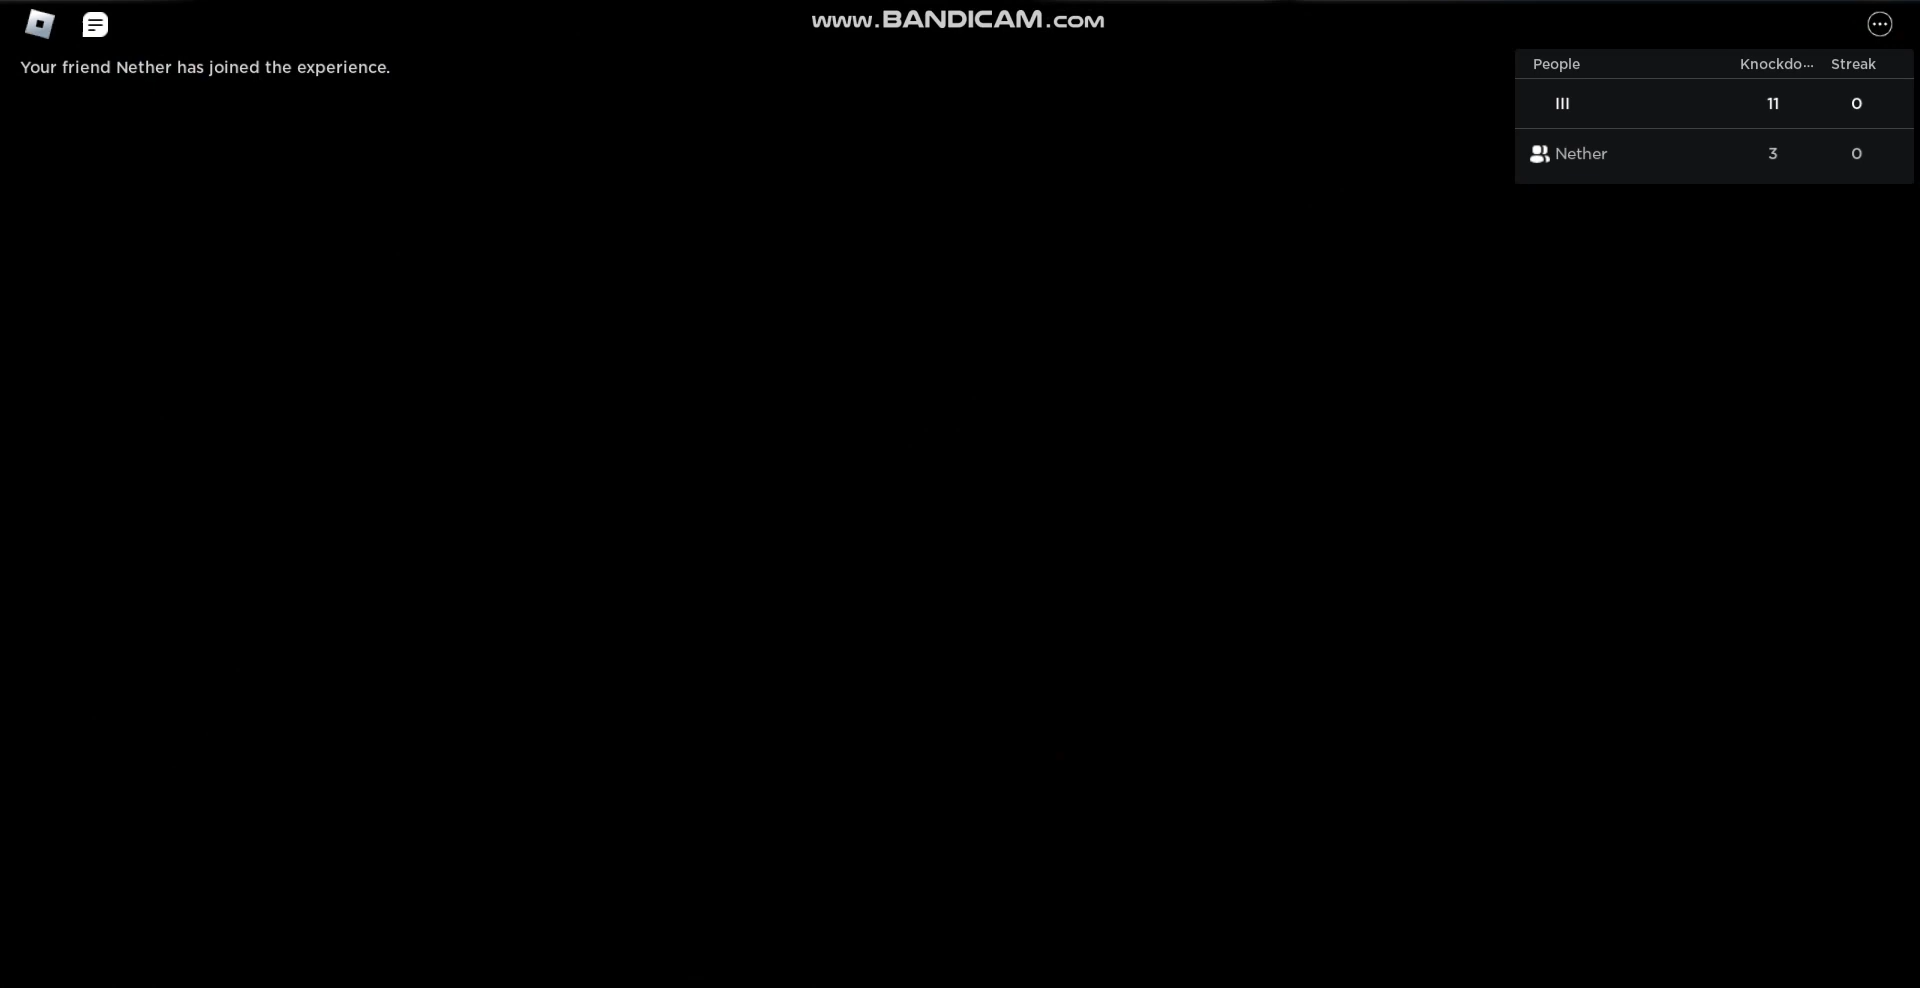 www.BANDICAM.com
Your friend Nether has joined the experience.
People Knockdo... Streak
III 11 0
Nether 3 0